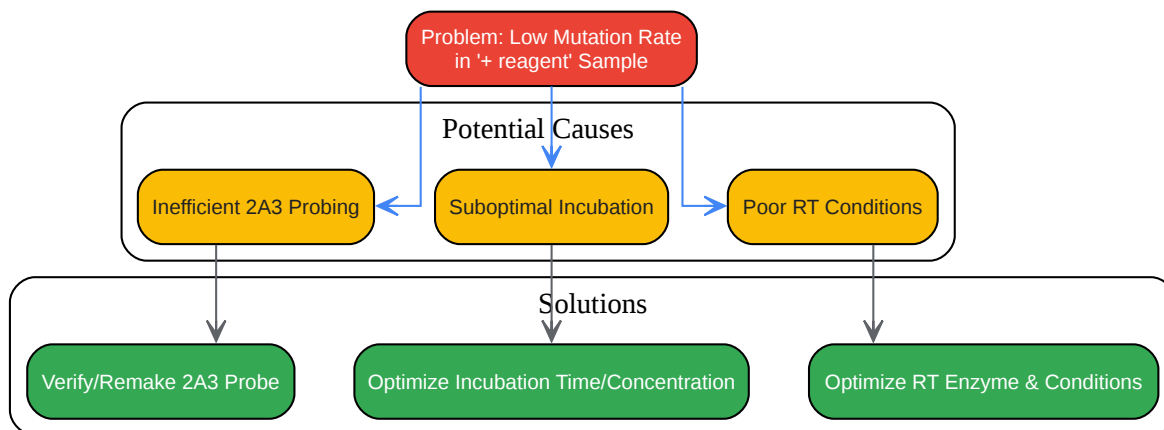 Problem: Low Mutation Rate
in '+ reagent' Sample
Potential Causes
Inefficient 2A3 Probing
Suboptimal Incubation
Poor RT Conditions
Solutions
Verify/Remake 2A3 Probe
Optimize Incubation Time/Concentration
Optimize RT Enzyme & Conditions